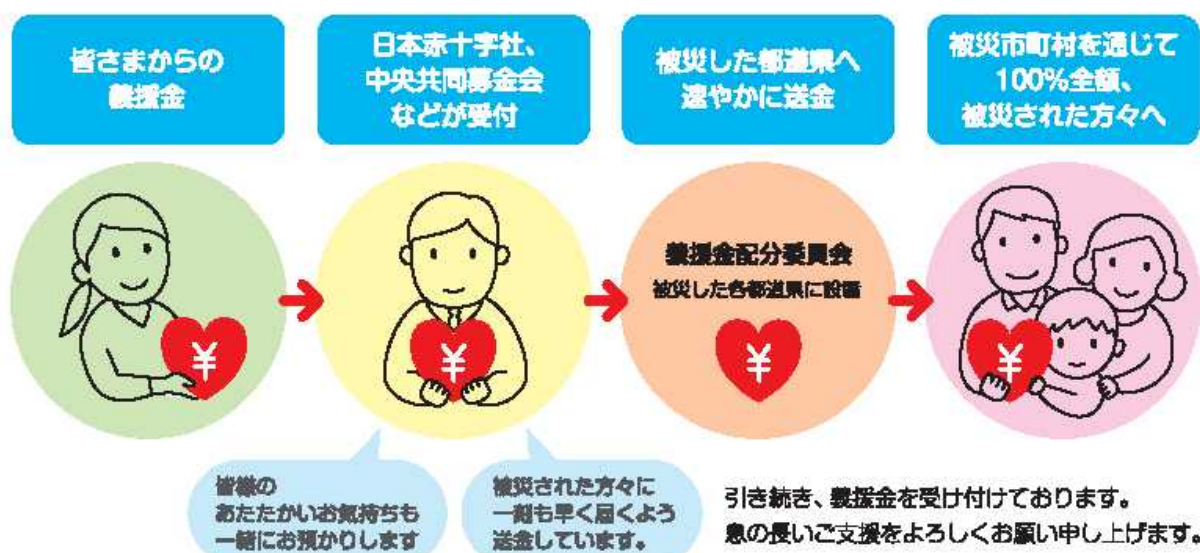 皆さまからの
義援金
日本赤十字社、
中央共同募金会
などが受付
被災した都道県へ
速やかに送金
被災市町村を通じて
100%全額、
被災された方々へ
¥
¥
義援金配分委員会
被災した各都道県に設置
¥
¥
皆様の
あたたかいお気持ちも
一緒にお預かりします
被災された方々に
一刻も早く届くよう
送金しています。
引き続き、義援金を受け付けております。
息の長いご支援をよろしくお願い申し上げます。